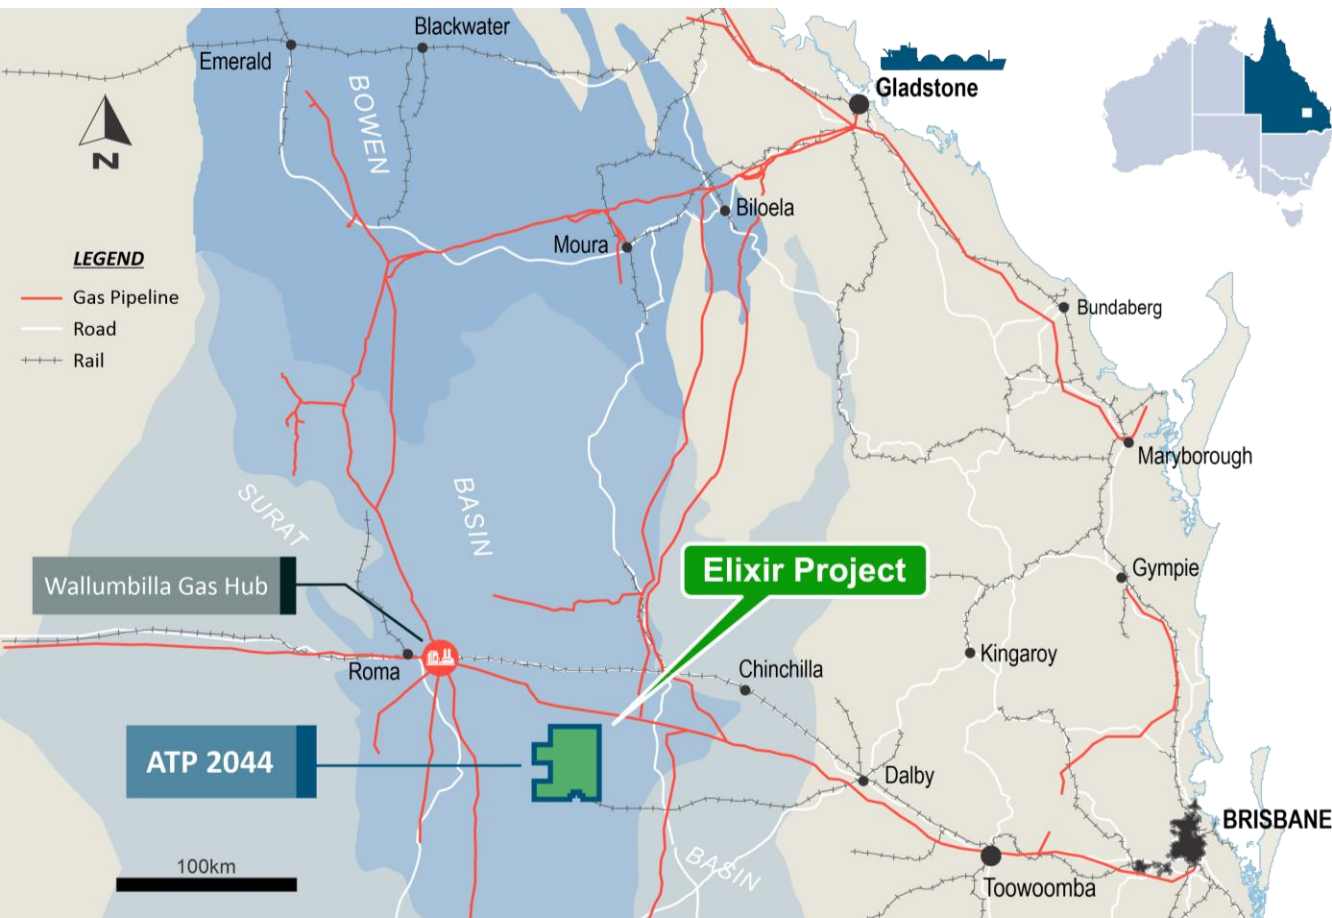 Blackwater
Emerald
BOWEN
Gladstone
N
Biloela
Moura
LEGEND
Gas Pipeline
Road
Rail
Bundaberg
Maryborough
SURAT
BASIN
Elixir Project
Wallumbilla Gas Hub
Gympie
Kingaroy
Roma
Chinchilla
ATP 2044
Dalby
BRISBANE
100km
BASIN
Toowoomba